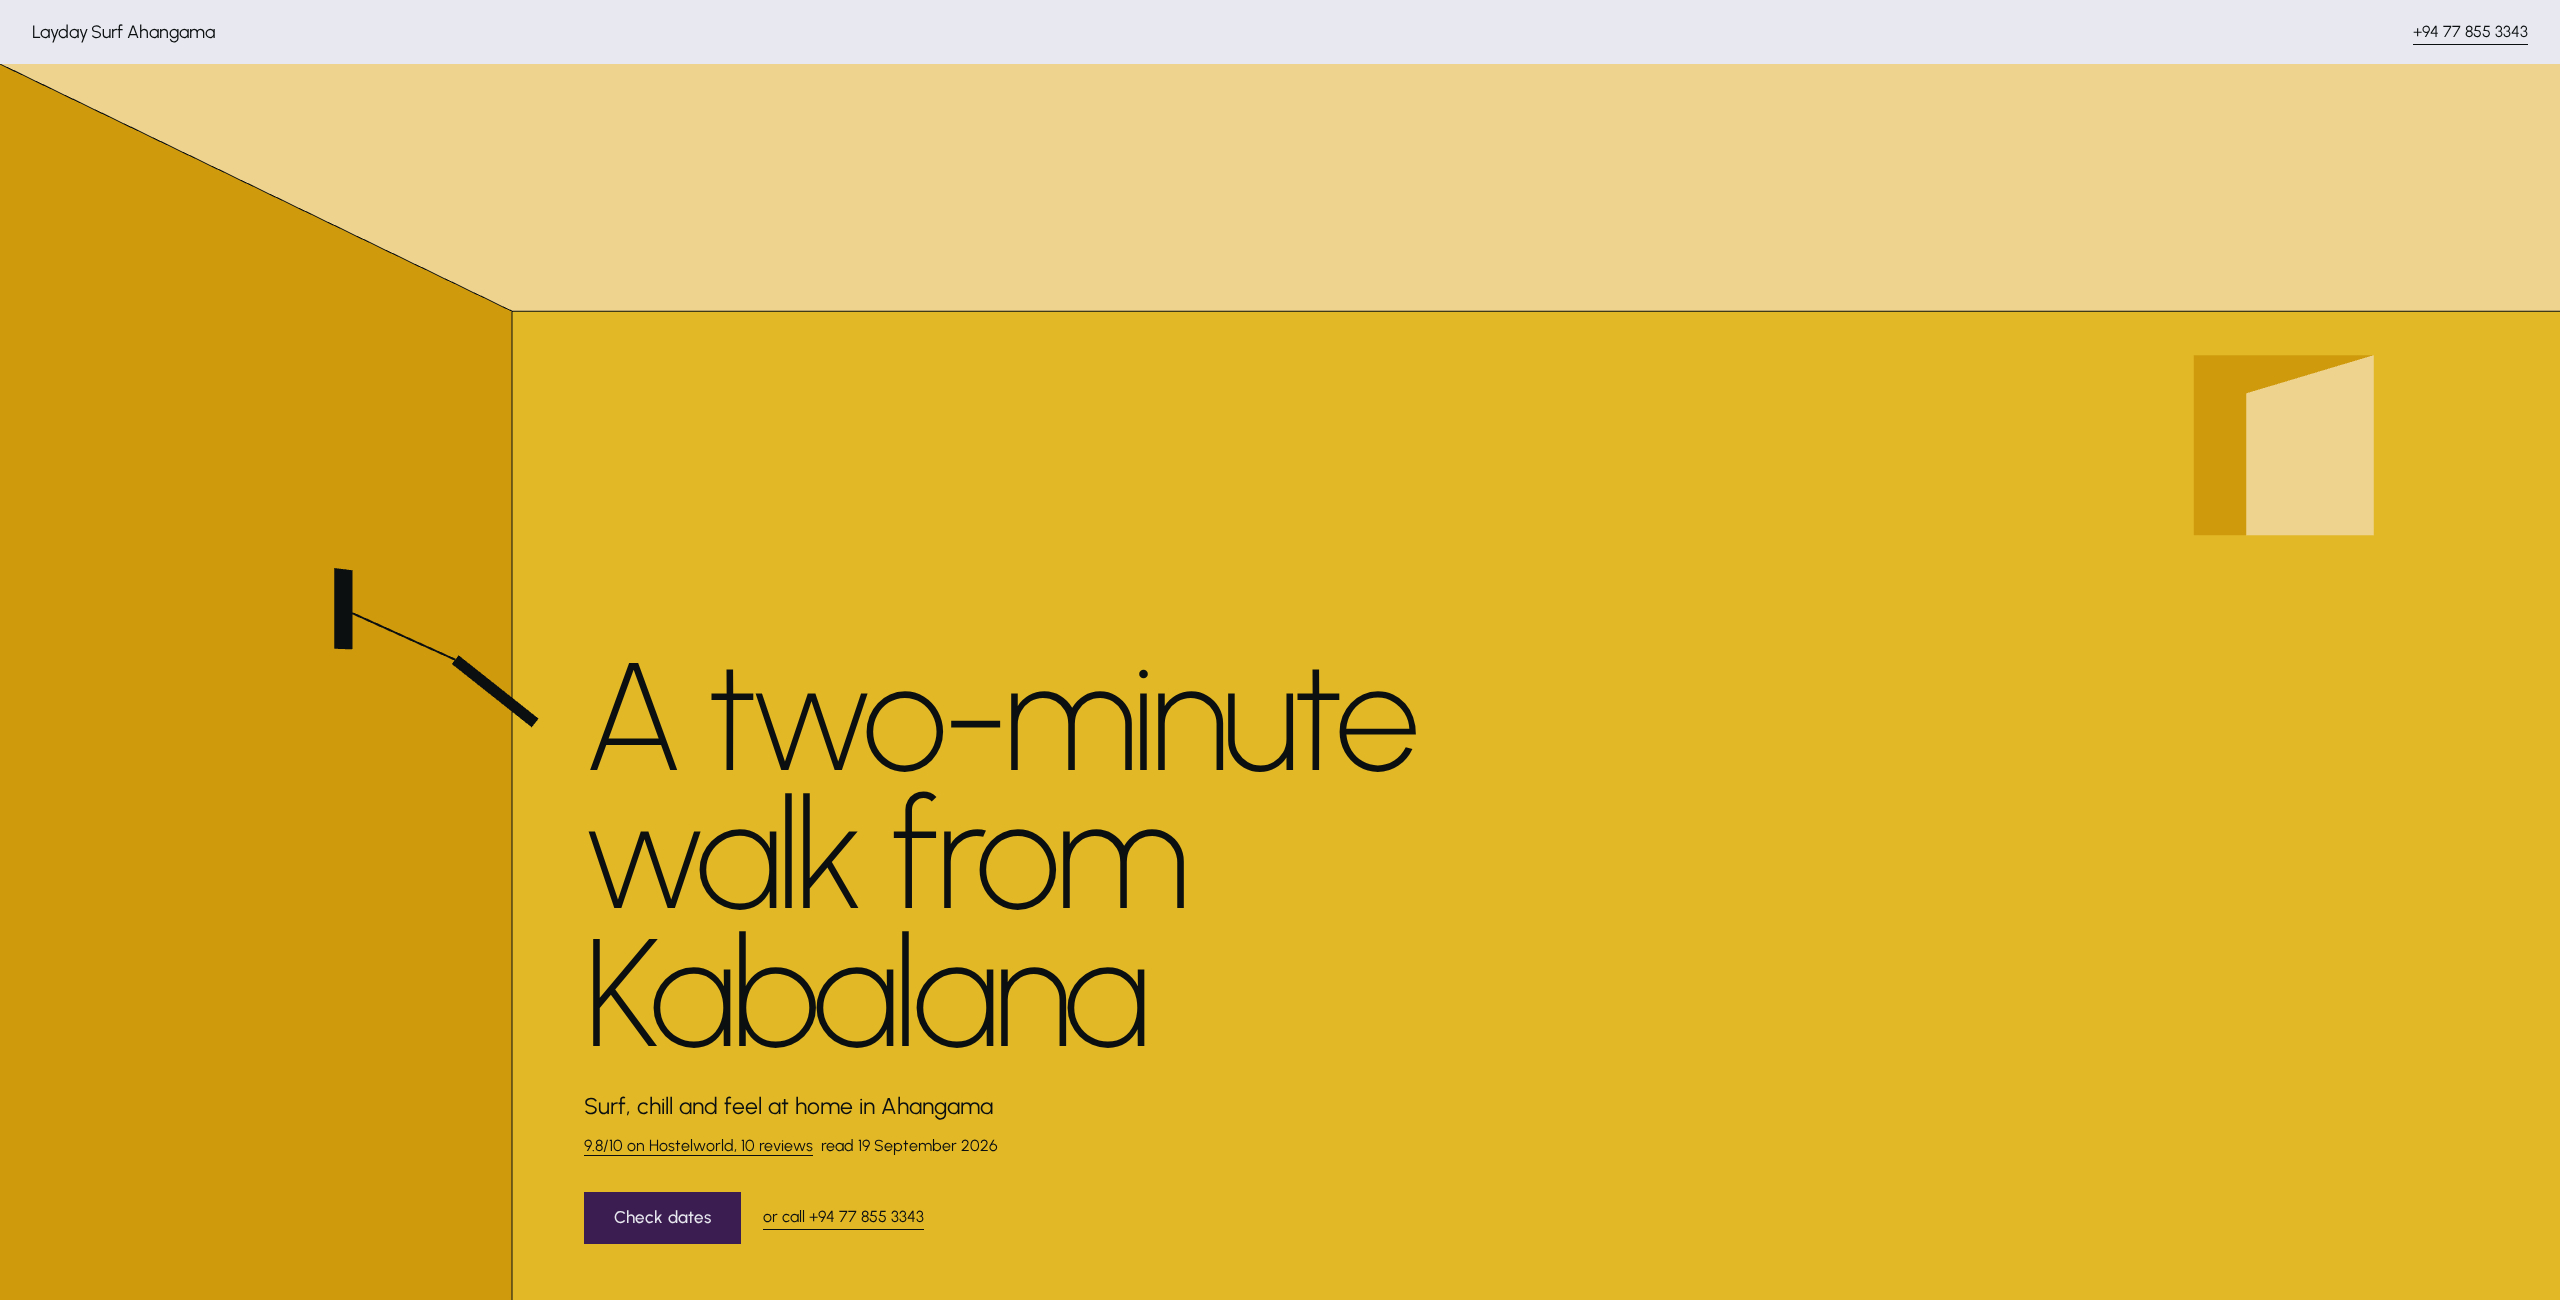 Layday Surf Ahangama
+94 77 855 3343
A two-minute
walk from
Kabalana
Surf, chill and feel at home in Ahangama
9.8/10 on Hostelworld, 10 reviews read 19 September 2026
Check dates
or call +94 77 855 3343